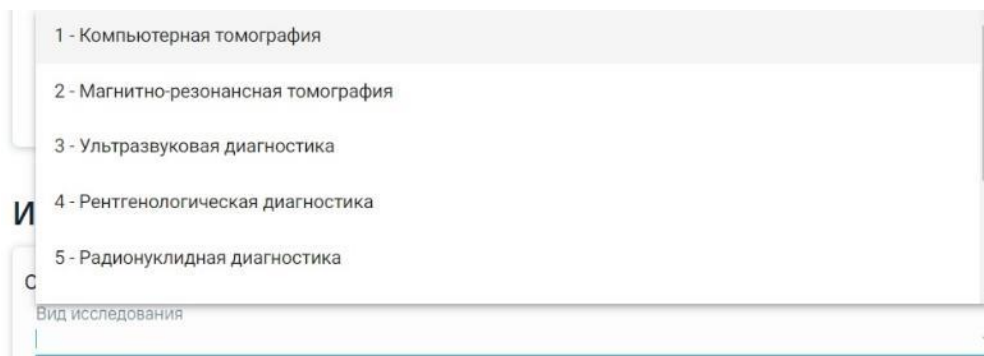 1 - Компьютерная томография
2 - Магнитно-резонансная томография
3 - Ультразвуковая диагностика
4 - Рентгенологическая диагностика
5 - Радионуклидная диагностика
Вид исследования